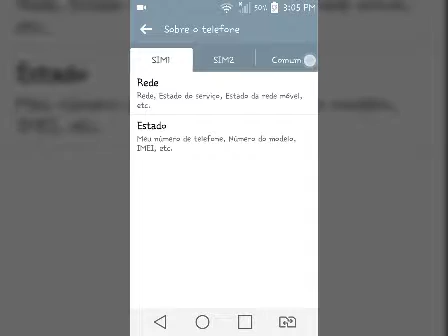 50% 3:05 PM
Sobre o telefone
SIM1 SIM2 Comum
Rede
Rede, Estado do serviço, Estado da rede móvel,
etc.
Estado
Meu número de telefone, Número do modelo,
IMEI, etc.